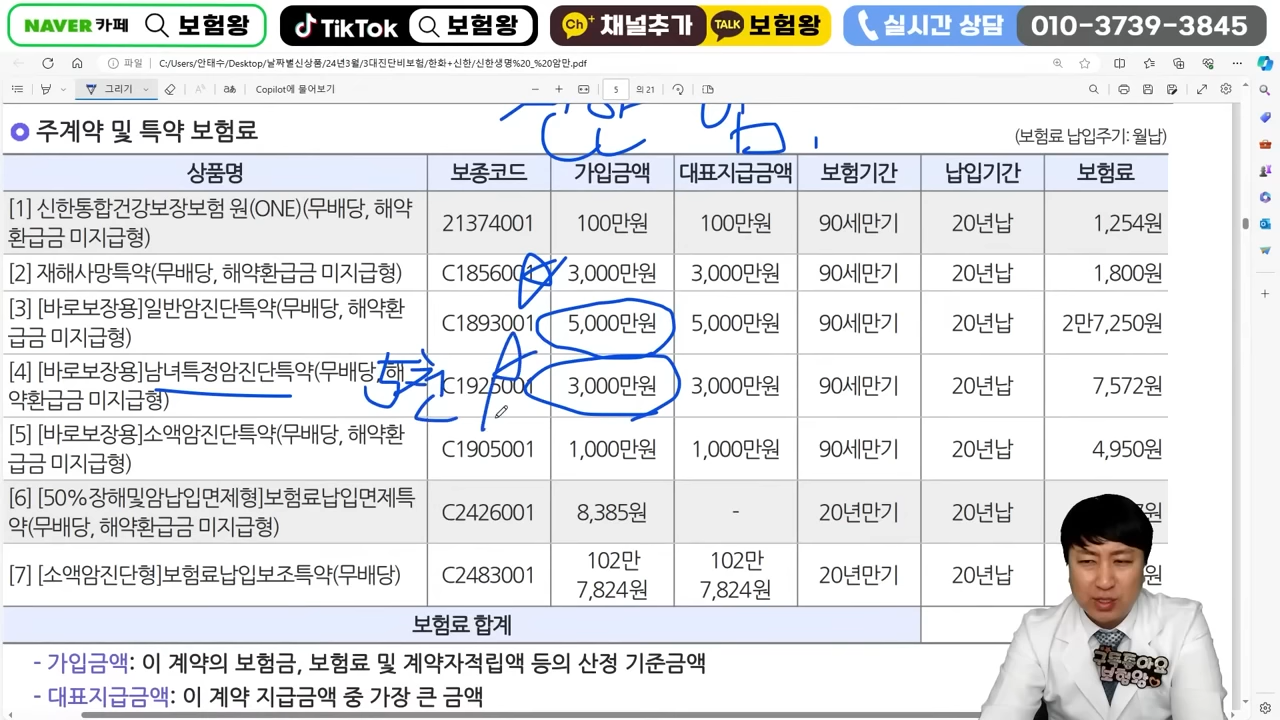 NAVER 카페 보험왕 TikTok 보험왕 Ch+ 채널추가 TALK 보험왕 실시간 상담 010-3739-3845
파일 C:/Users/안태수/Desktop/날짜별신상품/24년3월/3대진단비보험/한화+신한/신한생명%20_%20암만.pdf
그리기 Copilot에 물어보기 5 의 21
주계약 및 특약 보험료 (보험료 납입주기: 월납)
상품명 보종코드 가입금액 대표지급금액 보험기간 납입기간 보험료
[1] 신한통합건강보장보험 원(ONE)(무배당, 해약환급금 미지급형) 21374001 100만원 100만원 90세만기 20년납 1,254원
[2] 재해사망특약(무배당, 해약환급금 미지급형) C1856001 3,000만원 3,000만원 90세만기 20년납 1,800원
[3] [바로보장용]일반암진단특약(무배당, 해약환급금 미지급형) C1893001 5,000만원 5,000만원 90세만기 20년납 2만7,250원
[4] [바로보장용]남녀특정암진단특약(무배당, 해약환급금 미지급형) C1925001 3,000만원 3,000만원 90세만기 20년납 7,572원
[5] [바로보장용]소액암진단특약(무배당, 해약환급금 미지급형) C1905001 1,000만원 1,000만원 90세만기 20년납 4,950원
[6] [50%장해및암납입면제형]보험료납입면제특약(무배당, 해약환급금 미지급형) C2426001 8,385원 - 20년만기 20년납 원
[7] [소액암진단형]보험료납입보조특약(무배당) C2483001 102만7,824원 102만7,824원 20년만기 20년납 원
보험료 합계
- 가입금액: 이 계약의 보험금, 보험료 및 계약자적립액 등의 산정 기준금액
- 대표지급금액: 이 계약 지급금액 중 가장 큰 금액
보험왕